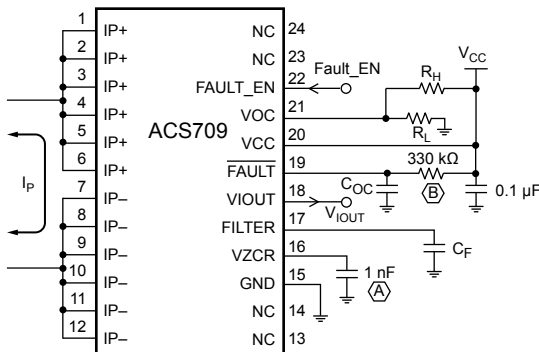 1 IP+ NC 24
2 IP+ NC 23
3 IP+ FAULT_EN 22 Fault_EN
4 IP+ VOC 21
5 IP+ VCC 20
6 IP+ FAULT 19
7 IP– VIOUT 18
8 IP– FILTER 17
9 IP– VZCR 16
10 IP– GND 15
11 IP– NC 14
12 IP– NC 13
ACS709
IP
VCC
RH
RL
330 kΩ
B
COC
0.1 µF
VIOUT
CF
1 nF
A